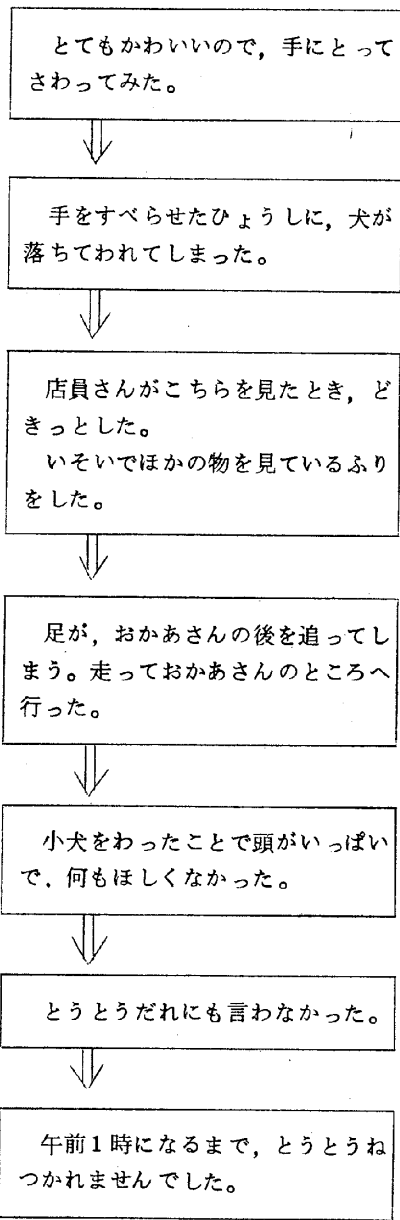 とてもかわいいので，手にとって
さわってみた。
手をすべらせたひょうしに，犬が
落ちてわれてしまった。
店員さんがこちらを見たとき，ど
きっとした。
いそいでほかの物を見ているふり
をした。
足が，おかあさんの後を追ってし
まう。走っておかあさんのところへ
行った。
小犬をわったことで頭がいっぱい
で，何もほしくなかった。
とうとうだれにも言わなかった。
午前1時になるまで，とうとうね
つかれませんでした。